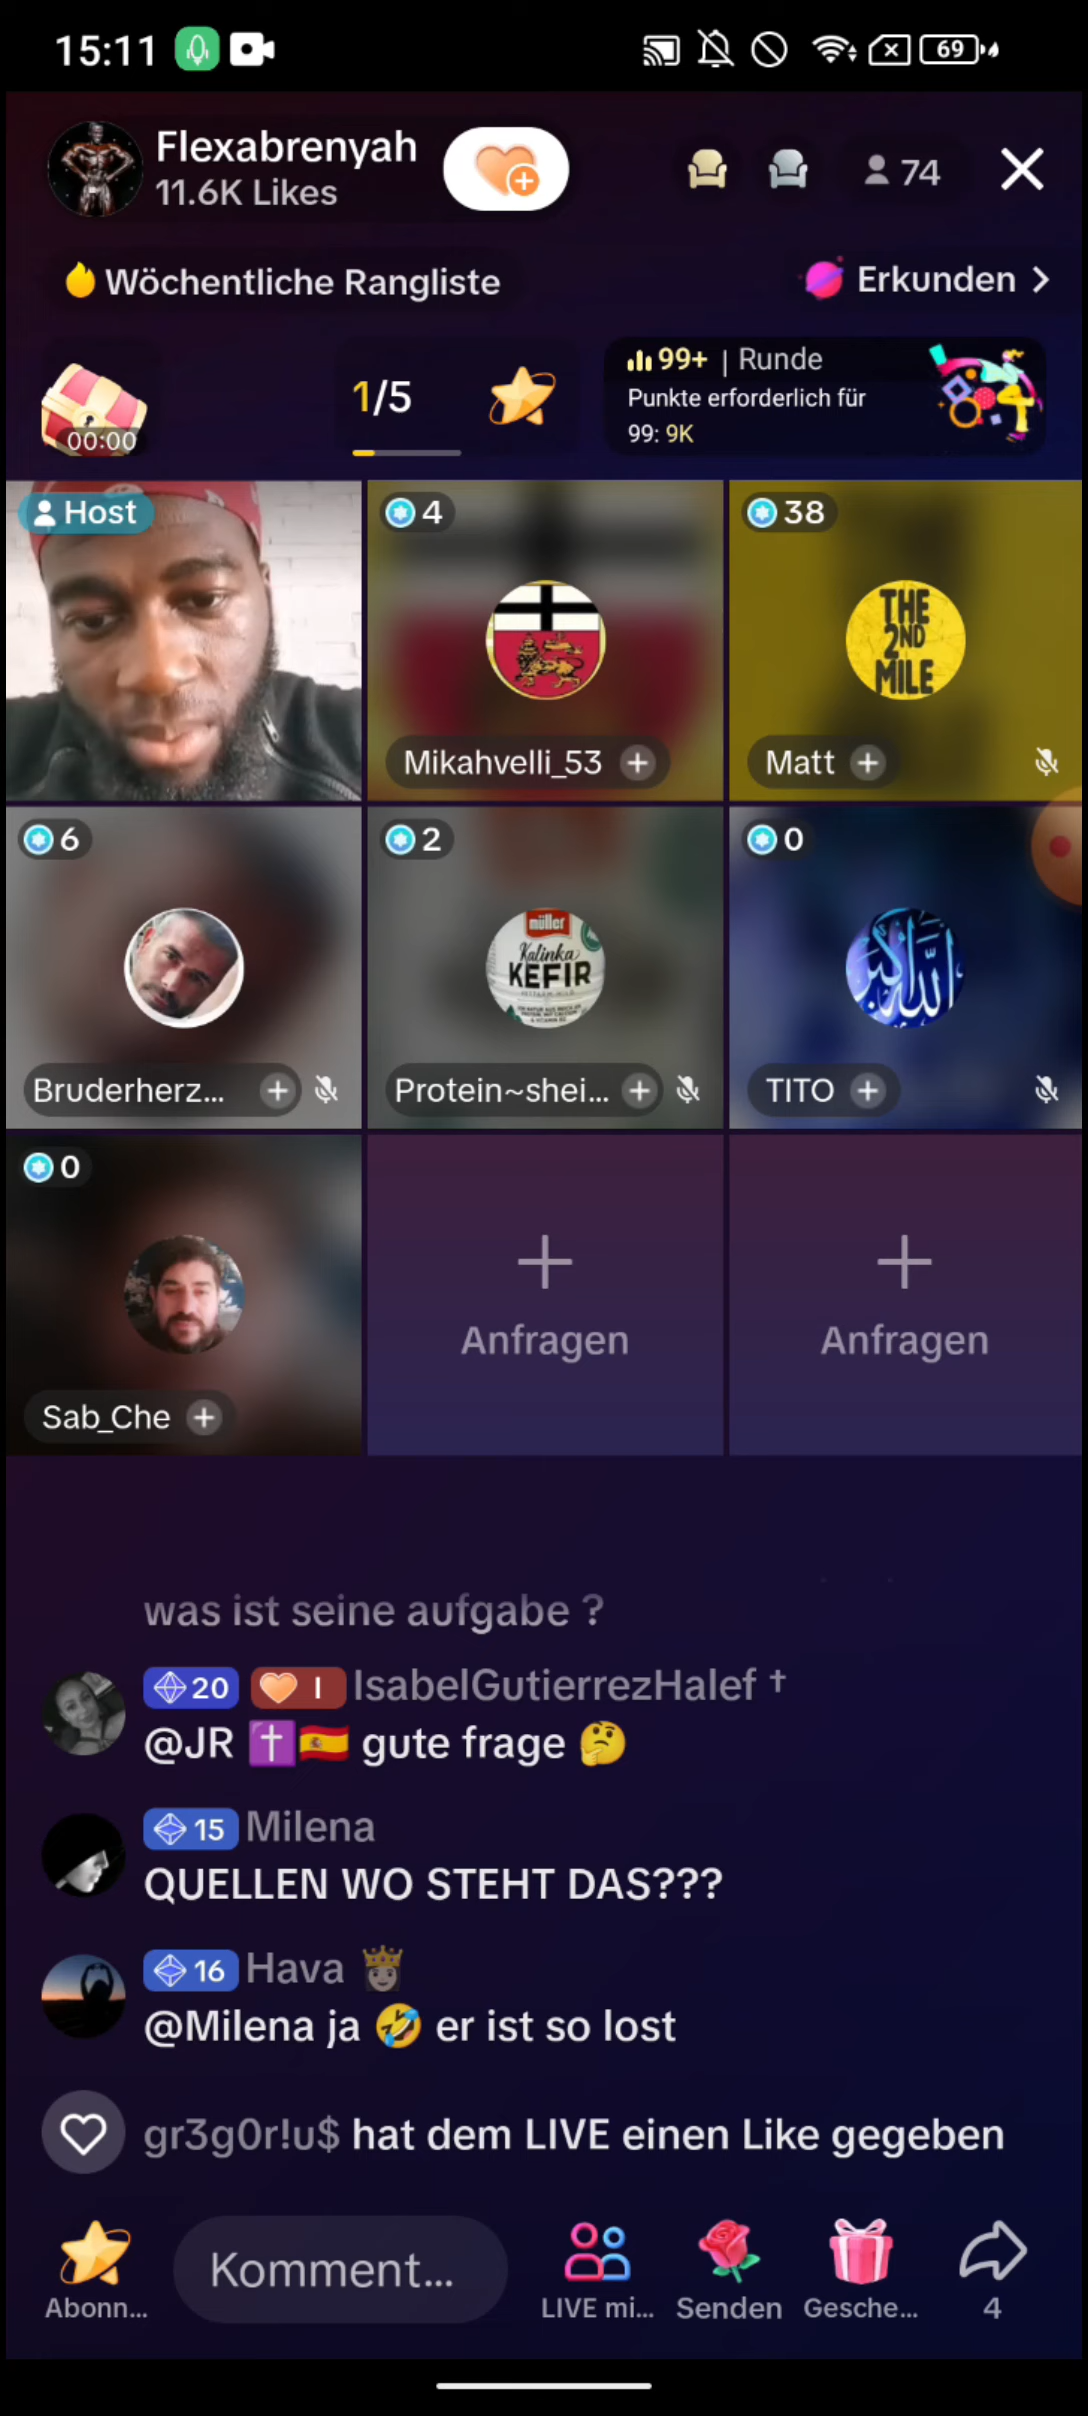 15:11
69
Flexabrenyah
11.6K Likes
74
Wöchentliche Rangliste
Erkunden
00:00
1/5
99+ | Runde
Punkte erforderlich für
99: 9K
Host
4
38
THE
2ND
MILE
Mikahvelli_53
Matt
6
2
0
müller
Kalinka
KEFIR
الله أكبر
Bruderherz...
Protein~shei...
TITO
0
Anfragen
Anfragen
Sab_Che
was ist seine aufgabe ?
20 I IsabelGutierrezHalef †
@JR ✝️🇪🇸 gute frage 🤔
15 Milena
QUELLEN WO STEHT DAS???
16 Hava 👸
@Milena ja 🤣 er ist so lost
gr3g0r!u$ hat dem LIVE einen Like gegeben
Komment...
Abonn...
LIVE mi...
Senden
Gesche...
4